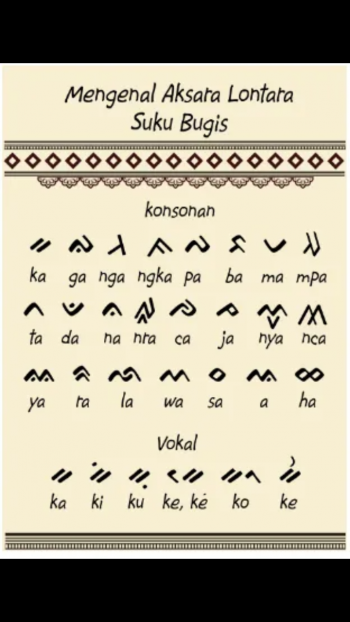 Mengenal Aksara Lontara
Suku Bugis
konsonan
ᨀ ᨁ ᨂ ᨃ ᨄ ᨅ ᨆ ᨇ
ka ga nga ngka pa ba ma mpa
ᨈ ᨉ ᨊ ᨋ ᨌ ᨍ ᨎ ᨏ
ta da na nra ca ja nya nca
ᨐ ᨑ ᨒ ᨓ ᨔ ᨕ ᨖ
ya ra la wa sa a ha
Vokal
ᨀ ᨀᨗ ᨀᨘ ᨀᨙ ᨀᨚ ᨀᨛ
ka ki ku ke, ké ko ke